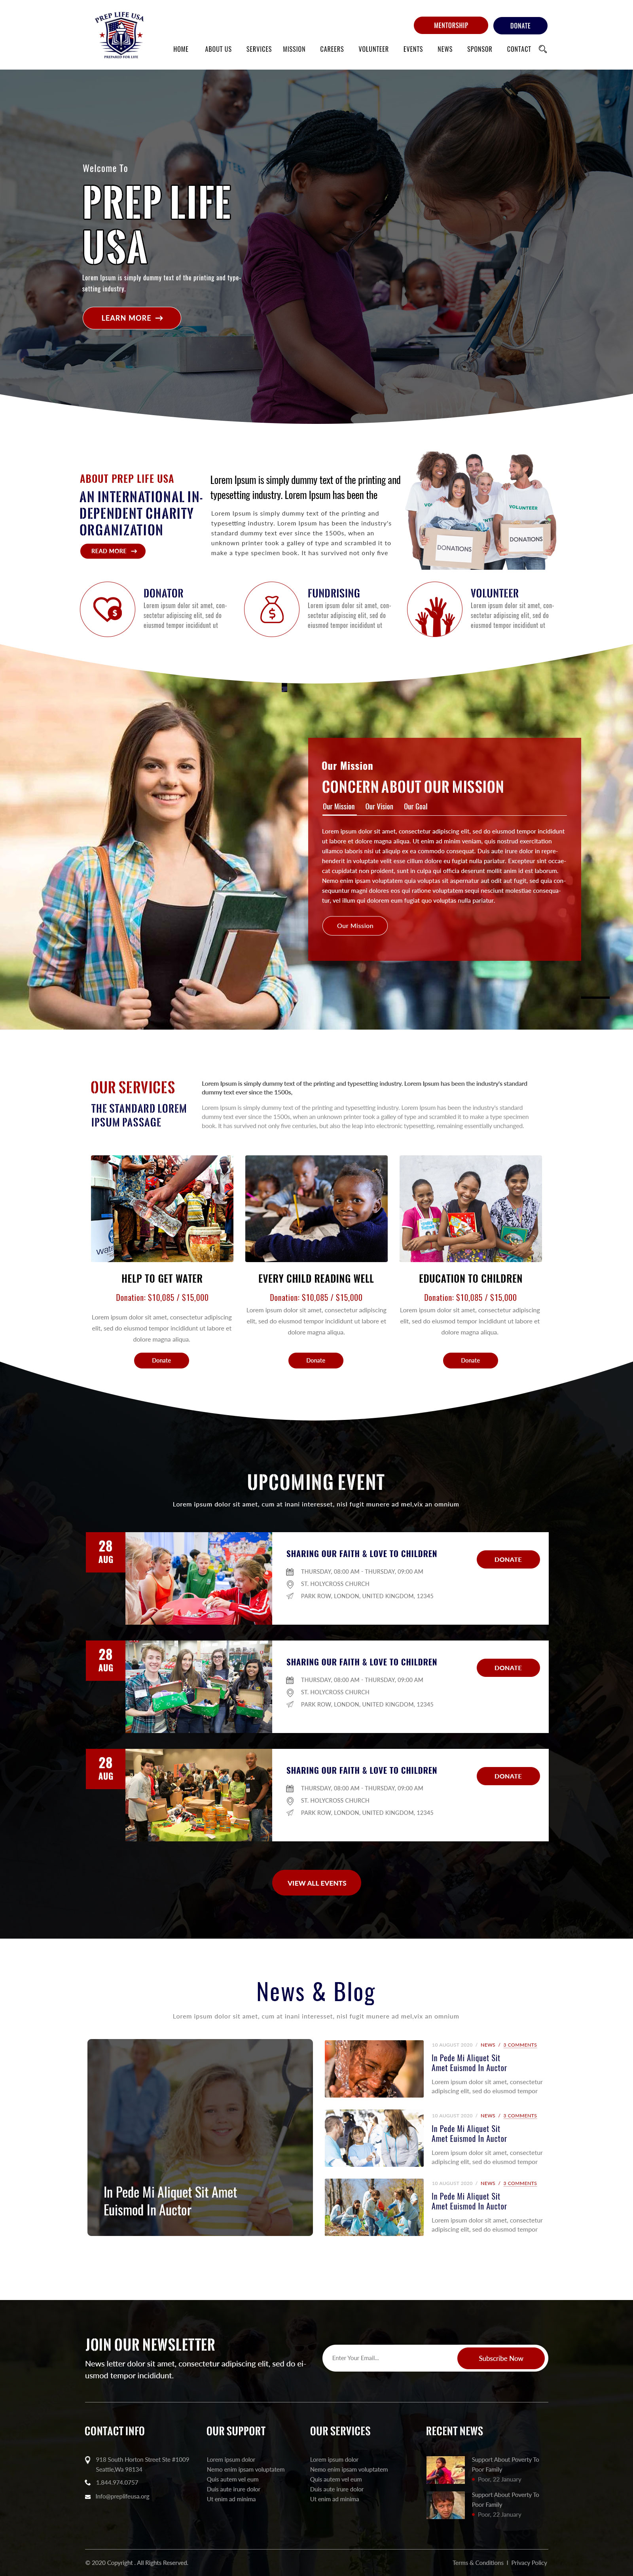 PREP LIFE USA
PREPARED FOR LIFE
MENTORSHIP
DONATE
HOME
ABOUT US
SERVICES
MISSION
CAREERS
VOLUNTEER
EVENTS
NEWS
SPONSOR
CONTACT
Welcome To
PREP LIFE
USA
Lorem Ipsum is simply dummy text of the printing and type-
setting industry.
LEARN MORE →
ABOUT PREP LIFE USA
AN INTERNATIONAL IN-
DEPENDENT CHARITY
ORGANIZATION
READ MORE →
Lorem Ipsum is simply dummy text of the printing and
typesetting industry. Lorem Ipsum has been the
Lorem Ipsum is simply dummy text of the printing and
typesetting industry. Lorem Ipsum has been the industry's
standard dummy text ever since the 1500s, when an
unknown printer took a galley of type and scrambled it to
make a type specimen book. It has survived not only five
VOLUNTEER
DONATIONS
DONATIONS
DONATOR
Lorem ipsum dolor sit amet, con-
sectetur adipiscing elit, sed do
eiusmod tempor incididunt ut
FUNDRISING
Lorem ipsum dolor sit amet, con-
sectetur adipiscing elit, sed do
eiusmod tempor incididunt ut
VOLUNTEER
Lorem ipsum dolor sit amet, con-
sectetur adipiscing elit, sed do
eiusmod tempor incididunt ut
Our Mission
CONCERN ABOUT OUR MISSION
Our Mission
Our Vision
Our Goal
Lorem ipsum dolor sit amet, consectetur adipiscing elit, sed do eiusmod tempor incididunt
ut labore et dolore magna aliqua. Ut enim ad minim veniam, quis nostrud exercitation
ullamco laboris nisi ut aliquip ex ea commodo consequat. Duis aute irure dolor in repre-
henderit in voluptate velit esse cillum dolore eu fugiat nulla pariatur. Excepteur sint occae-
cat cupidatat non proident, sunt in culpa qui officia deserunt mollit anim id est laborum.
Nemo enim ipsam voluptatem quia voluptas sit aspernatur aut odit aut fugit, sed quia con-
sequuntur magni dolores eos qui ratione voluptatem sequi nesciunt molestiae consequa-
tur, vel illum qui dolorem eum fugiat quo voluptas nulla pariatur.
Our Mission
OUR SERVICES
THE STANDARD LOREM
IPSUM PASSAGE
Lorem Ipsum is simply dummy text of the printing and typesetting industry. Lorem Ipsum has been the industry's standard
dummy text ever since the 1500s,
Lorem Ipsum is simply dummy text of the printing and typesetting industry. Lorem Ipsum has been the industry's standard
dummy text ever since the 1500s, when an unknown printer took a galley of type and scrambled it to make a type specimen
book. It has survived not only five centuries, but also the leap into electronic typesetting, remaining essentially unchanged.
HELP TO GET WATER
Donation: $10,085 / $15,000
Lorem ipsum dolor sit amet, consectetur adipiscing
elit, sed do eiusmod tempor incididunt ut labore et
dolore magna aliqua.
Donate
EVERY CHILD READING WELL
Donation: $10,085 / $15,000
Lorem ipsum dolor sit amet, consectetur adipiscing
elit, sed do eiusmod tempor incididunt ut labore et
dolore magna aliqua.
Donate
EDUCATION TO CHILDREN
Donation: $10,085 / $15,000
Lorem ipsum dolor sit amet, consectetur adipiscing
elit, sed do eiusmod tempor incididunt ut labore et
dolore magna aliqua.
Donate
UPCOMING EVENT
Lorem ipsum dolor sit amet, cum at inani interesset, nisl fugit munere ad mel,vix an omnium
28
AUG
SHARING OUR FAITH & LOVE TO CHILDREN
THURSDAY, 08:00 AM - THURSDAY, 09:00 AM
ST. HOLYCROSS CHURCH
PARK ROW, LONDON, UNITED KINGDOM, 12345
DONATE
28
AUG
SHARING OUR FAITH & LOVE TO CHILDREN
THURSDAY, 08:00 AM - THURSDAY, 09:00 AM
ST. HOLYCROSS CHURCH
PARK ROW, LONDON, UNITED KINGDOM, 12345
DONATE
28
AUG
SHARING OUR FAITH & LOVE TO CHILDREN
THURSDAY, 08:00 AM - THURSDAY, 09:00 AM
ST. HOLYCROSS CHURCH
PARK ROW, LONDON, UNITED KINGDOM, 12345
DONATE
VIEW ALL EVENTS
News & Blog
Lorem ipsum dolor sit amet, cum at inani interesset, nisl fugit munere ad mel,vix an omnium
In Pede Mi Aliquet Sit Amet
Euismod In Auctor
10 AUGUST 2020 / NEWS / 3 COMMENTS
In Pede Mi Aliquet Sit
Amet Euismod In Auctor
Lorem ipsum dolor sit amet, consectetur
adipiscing elit, sed do eiusmod tempor
10 AUGUST 2020 / NEWS / 3 COMMENTS
In Pede Mi Aliquet Sit
Amet Euismod In Auctor
Lorem ipsum dolor sit amet, consectetur
adipiscing elit, sed do eiusmod tempor
10 AUGUST 2020 / NEWS / 3 COMMENTS
In Pede Mi Aliquet Sit
Amet Euismod In Auctor
Lorem ipsum dolor sit amet, consectetur
adipiscing elit, sed do eiusmod tempor
JOIN OUR NEWSLETTER
News letter dolor sit amet, consectetur adipiscing elit, sed do ei-
usmod tempor incididunt.
Enter Your Email...
Subscribe Now
CONTACT INFO
918 South Horton Street Ste #1009
Seattle,Wa 98134
1.844.974.0757
Info@preplifeusa.org
OUR SUPPORT
Lorem ipsum dolor
Nemo enim ipsam voluptatem
Quis autem vel eum
Duis aute irure dolor
Ut enim ad minima
OUR SERVICES
Lorem ipsum dolor
Nemo enim ipsam voluptatem
Quis autem vel eum
Duis aute irure dolor
Ut enim ad minima
RECENT NEWS
Support About Poverty To
Poor Family
Poor, 22 January
Support About Poverty To
Poor Family
Poor, 22 January
© 2020 Copyright . All Rights Reserved.
Terms & Conditions | Privacy Policy